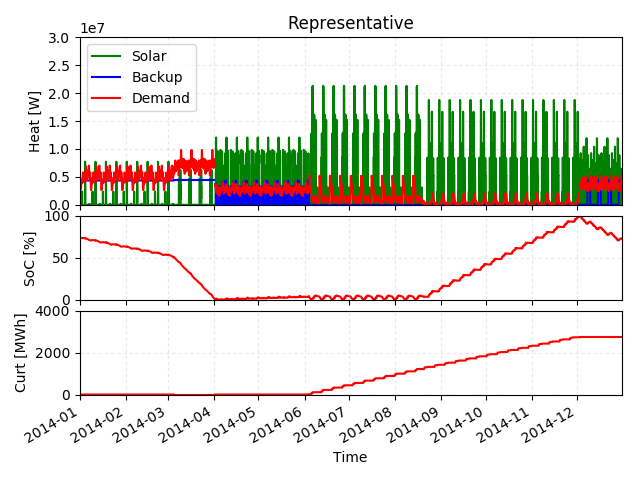 Representative
1e7
3.0
2.5
2.0
1.5
1.0
0.5
0.0
Heat [W]
Solar
Backup
Demand
100
50
0
SoC [%]
4000
2000
0
Curt [MWh]
2014-01
2014-02
2014-03
2014-04
2014-05
2014-06
2014-07
2014-08
2014-09
2014-10
2014-11
2014-12
Time